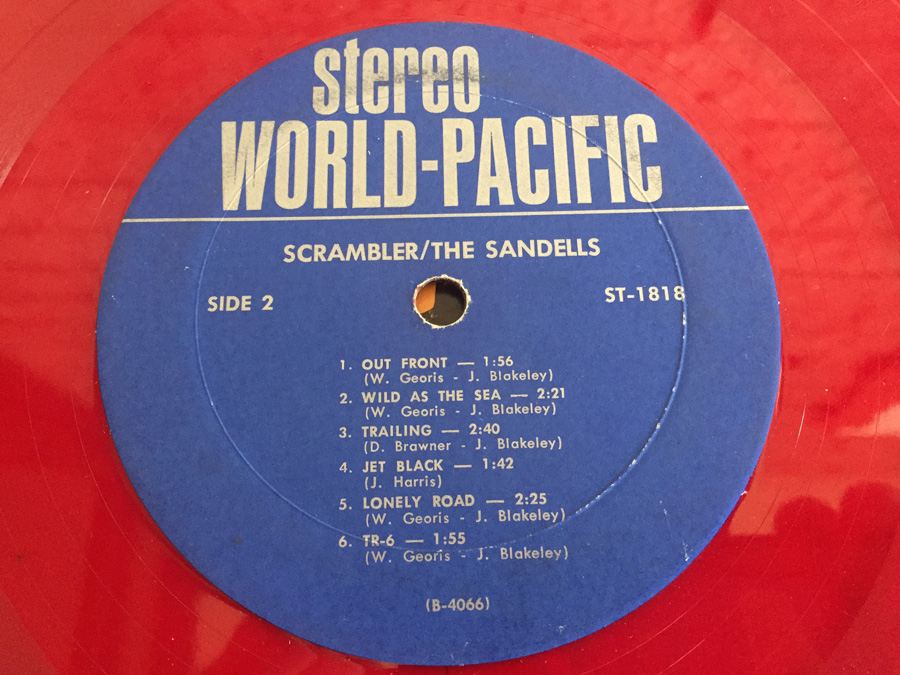 stereo
WORLD-PACIFIC
SCRAMBLER/THE SANDELLS
SIDE 2 ST-1818
1. OUT FRONT — 1:56
(W. Georis - J. Blakeley)
2. WILD AS THE SEA — 2:21
(W. Georis - J. Blakeley)
3. TRAILING — 2:40
(D. Brawner - J. Blakeley)
4. JET BLACK — 1:42
(J. Harris)
5. LONELY ROAD — 2:25
(W. Georis - J. Blakeley)
6. TR-6 — 1:55
(W. Georis - J. Blakeley)
(B-4066)